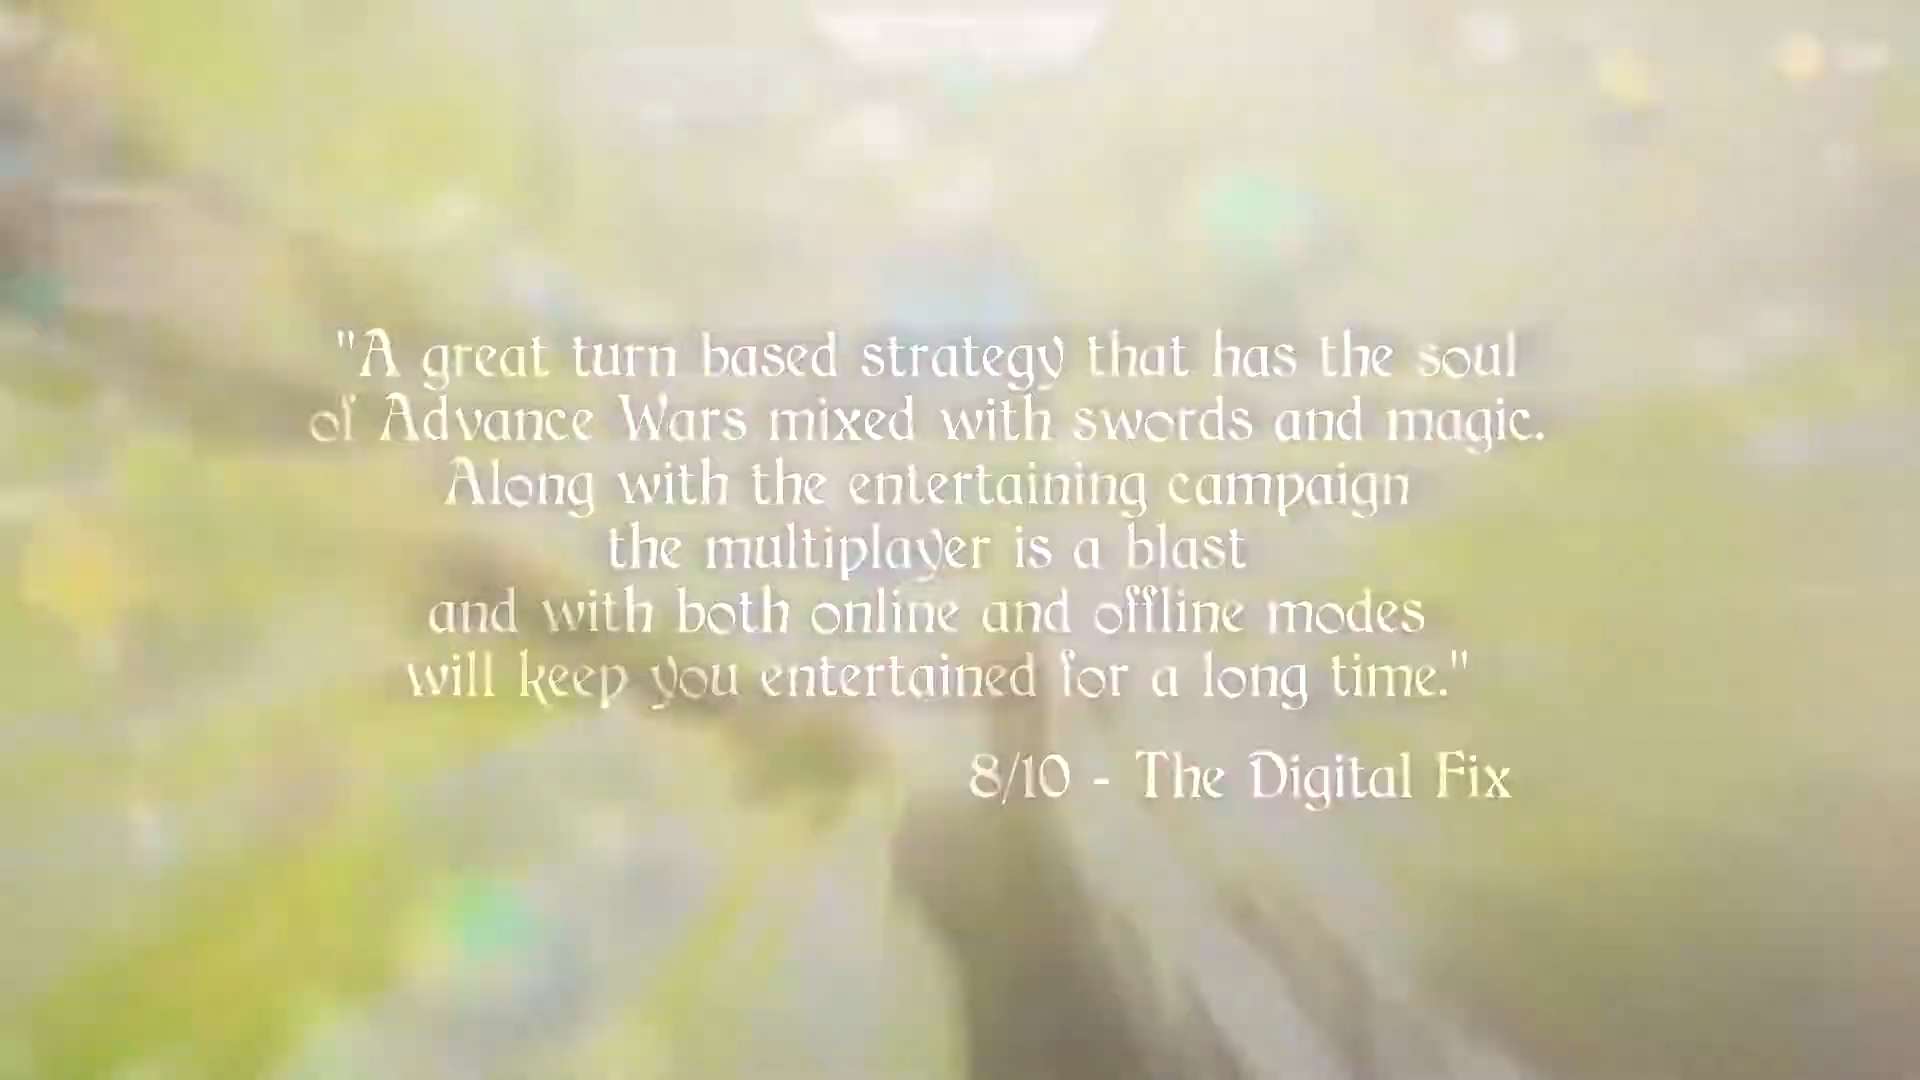 "A great turn based strategy that has the soul
of Advance Wars mixed with swords and magic.
Along with the entertaining campaign
the multiplayer is a blast
and with both online and offline modes
will keep you entertained for a long time."
8/10 - The Digital Fix